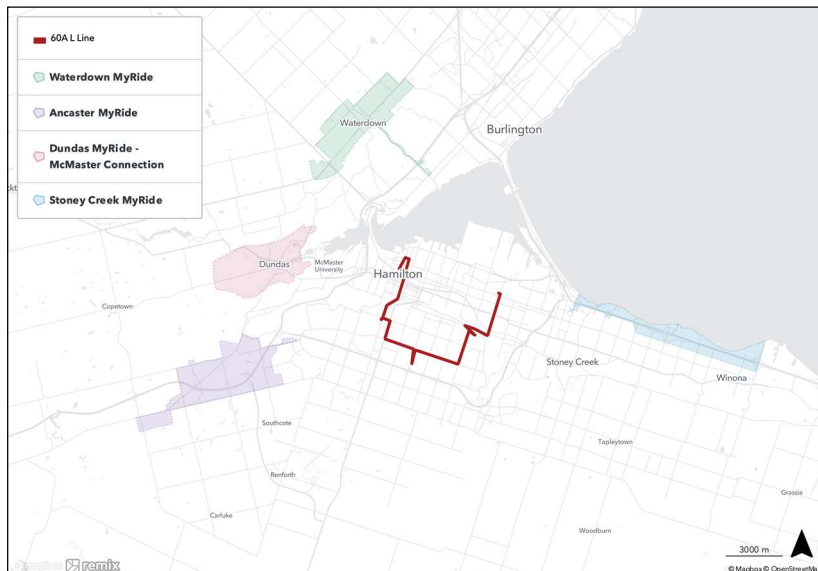 60A L Line
Waterdown MyRide
Ancaster MyRide
Dundas MyRide -
McMaster Connection
Stoney Creek MyRide
Waterdown
Burlington
Dundas
McMaster
University
Hamilton
Copetown
Stoney Creek
Winona
Southcote
Tapleytown
Renforth
Grassie
Carluke
Woodburn
3000 m
mapbox remix
© Mapbox © OpenStreetMa